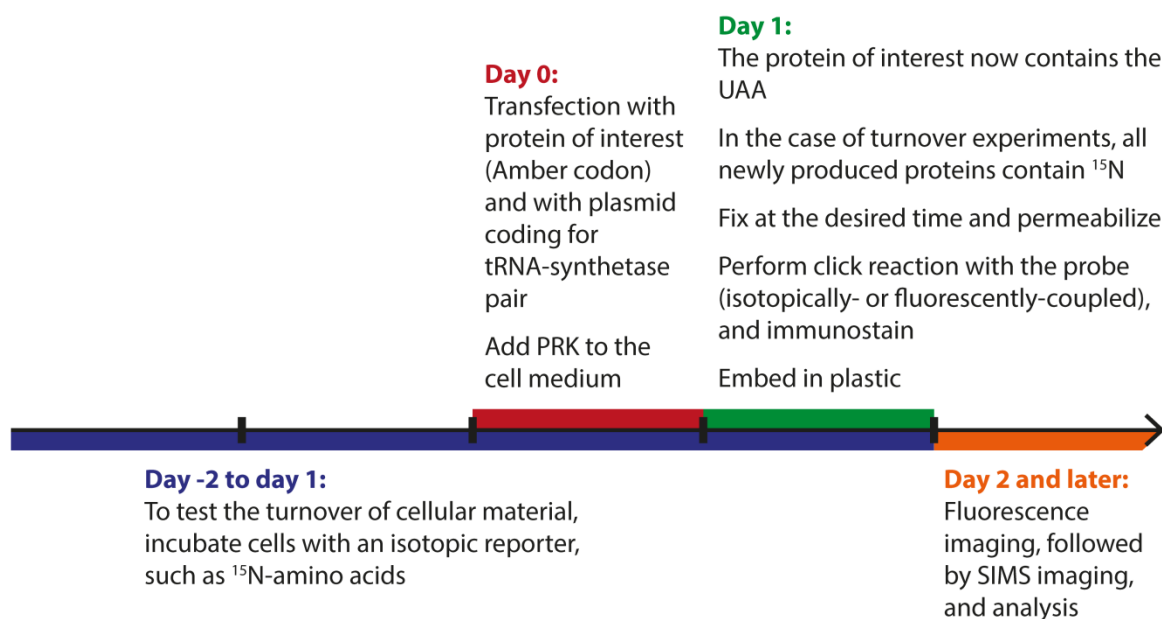 Day 0:
Transfection with
protein of interest
(Amber codon)
and with plasmid
coding for
tRNA-synthetase
pair
Add PRK to the
cell medium
Day 1:
The protein of interest now contains the
UAA
In the case of turnover experiments, all
newly produced proteins contain ¹⁵N
Fix at the desired time and permeabilize
Perform click reaction with the probe
(isotopically- or fluorescently-coupled),
and immunostain
Embed in plastic
Day -2 to day 1:
To test the turnover of cellular material,
incubate cells with an isotopic reporter,
such as ¹⁵N-amino acids
Day 2 and later:
Fluorescence
imaging, followed
by SIMS imaging,
and analysis